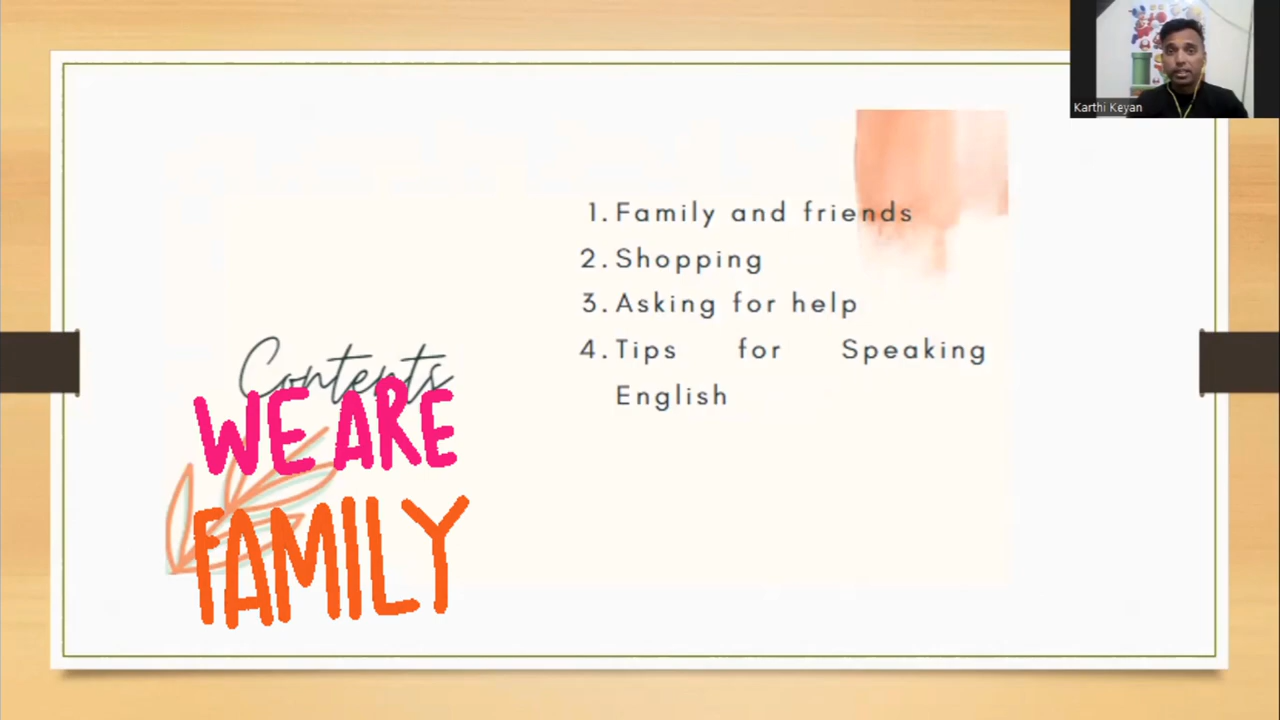 Karthi Keyan
1. Family and friends
2. Shopping
3. Asking for help
4. Tips for Speaking
English
Contents
WE ARE
FAMILY